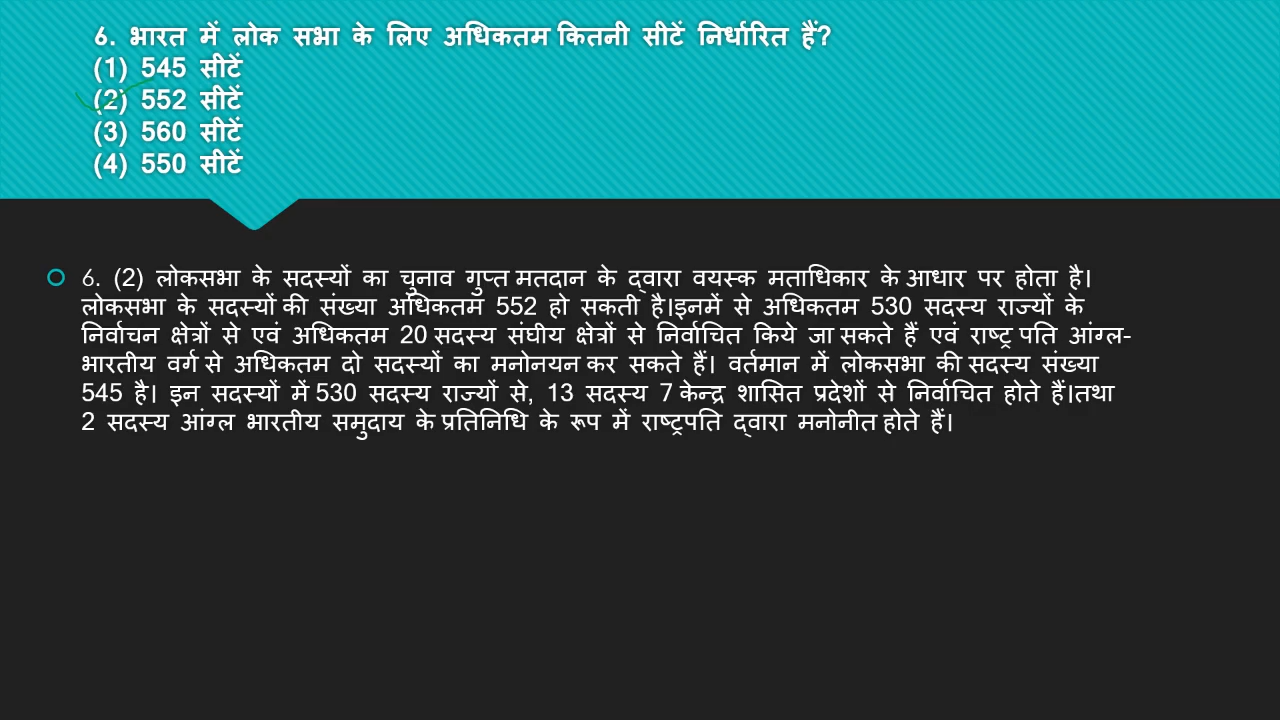 6. भारत में लोक सभा के लिए अधिकतम कितनी सीटें निर्धारित हैं?
(1) 545 सीटें
(2) 552 सीटें
(3) 560 सीटें
(4) 550 सीटें
6. (2) लोकसभा के सदस्यों का चुनाव गुप्त मतदान के द्वारा वयस्क मताधिकार के आधार पर होता है।
लोकसभा के सदस्यों की संख्या अधिकतम 552 हो सकती है।इनमें से अधिकतम 530 सदस्य राज्यों के
निर्वाचन क्षेत्रों से एवं अधिकतम 20 सदस्य संघीय क्षेत्रों से निर्वाचित किये जा सकते हैं एवं राष्ट्र पति आंग्ल-
भारतीय वर्ग से अधिकतम दो सदस्यों का मनोनयन कर सकते हैं। वर्तमान में लोकसभा की सदस्य संख्या
545 है। इन सदस्यों में 530 सदस्य राज्यों से, 13 सदस्य 7 केन्द्र शासित प्रदेशों से निर्वाचित होते हैं।तथा
2 सदस्य आंग्ल भारतीय समुदाय के प्रतिनिधि के रूप में राष्ट्रपति द्वारा मनोनीत होते हैं।